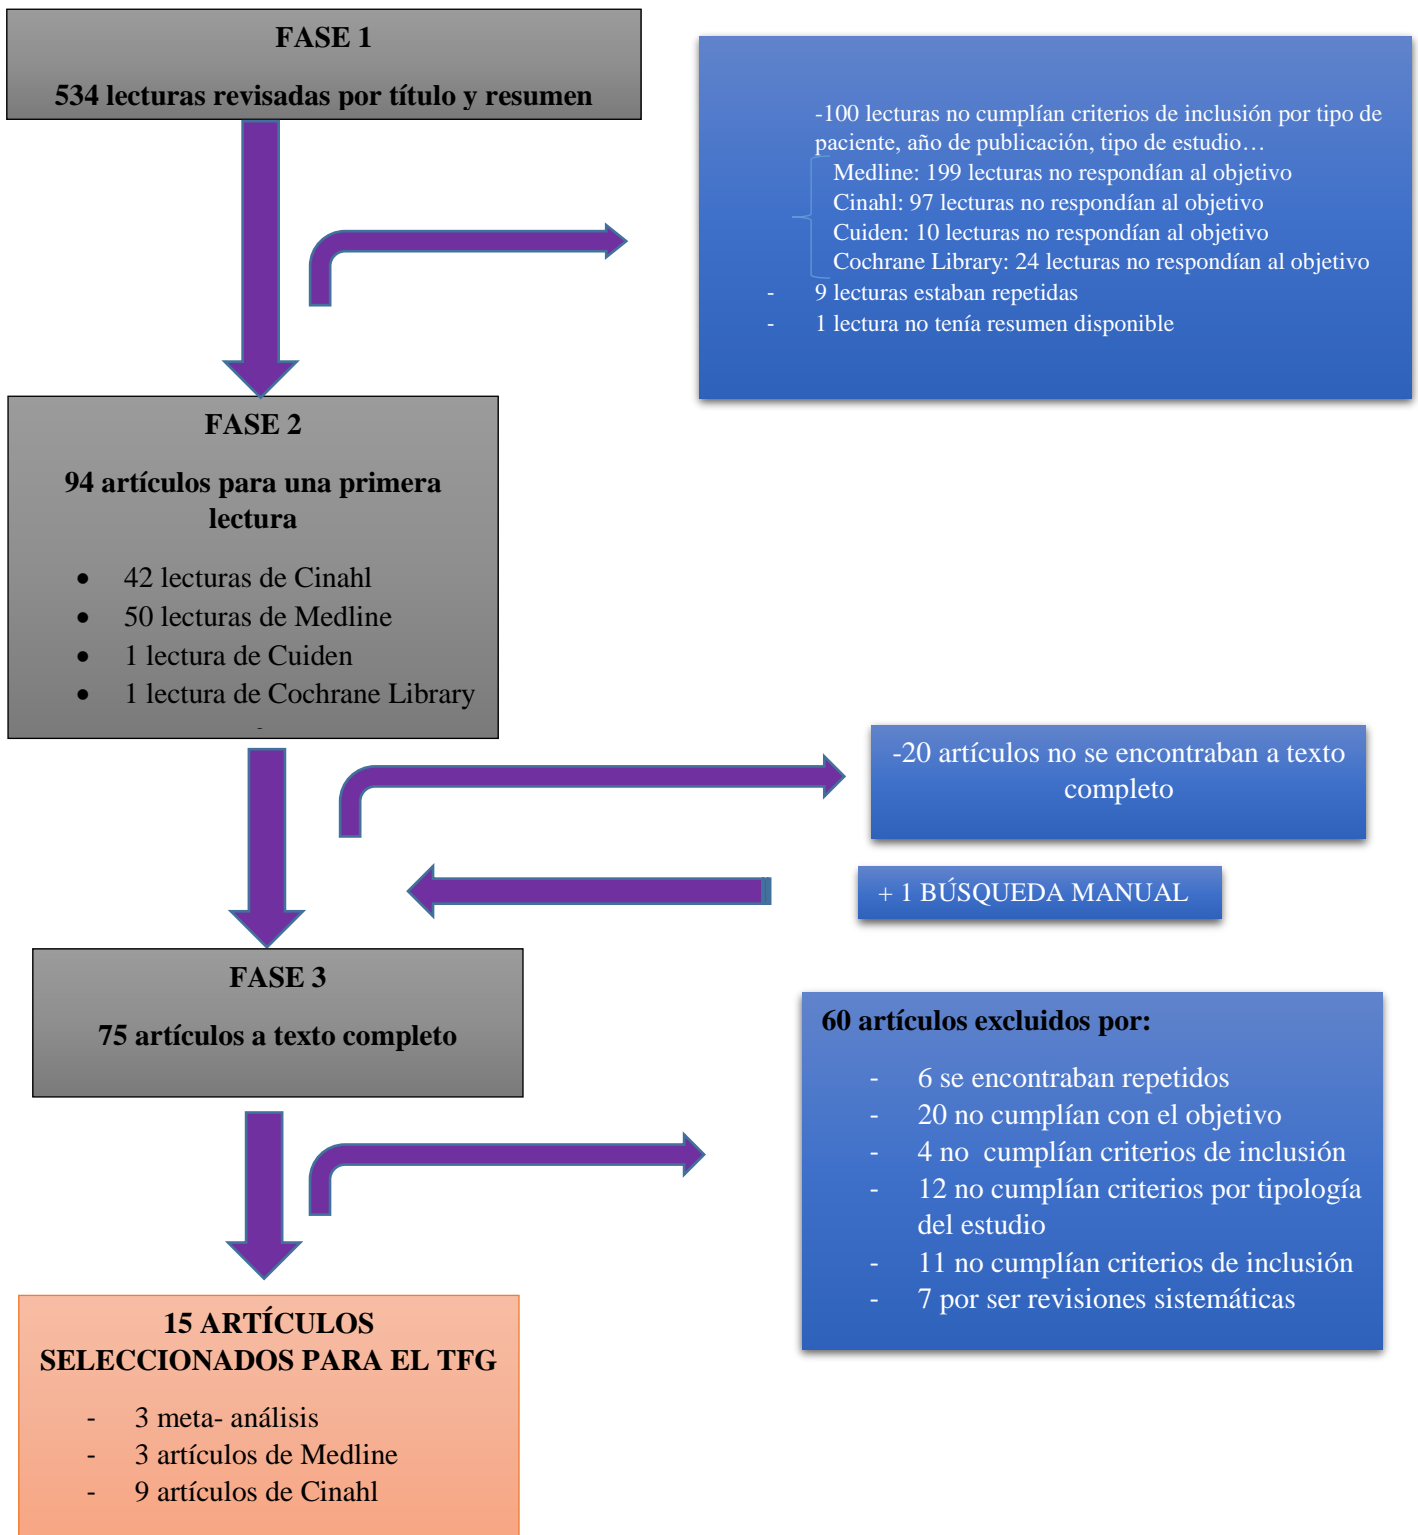 FASE 1
534 lecturas revisadas por título y resumen
-100 lecturas no cumplían criterios de inclusión por tipo de
paciente, año de publicación, tipo de estudio…
Medline: 199 lecturas no respondían al objetivo
Cinahl: 97 lecturas no respondían al objetivo
Cuiden: 10 lecturas no respondían al objetivo
Cochrane Library: 24 lecturas no respondían al objetivo
- 9 lecturas estaban repetidas
- 1 lectura no tenía resumen disponible
FASE 2
94 artículos para una primera
lectura
• 42 lecturas de Cinahl
• 50 lecturas de Medline
• 1 lectura de Cuiden
• 1 lectura de Cochrane Library
-
-20 artículos no se encontraban a texto
completo
+ 1 BÚSQUEDA MANUAL
FASE 3
75 artículos a texto completo
60 artículos excluidos por:
- 6 se encontraban repetidos
- 20 no cumplían con el objetivo
- 4 no  cumplían criterios de inclusión
- 12 no cumplían criterios por tipología
del estudio
- 11 no cumplían criterios de inclusión
- 7 por ser revisiones sistemáticas
15 ARTÍCULOS
SELECCIONADOS PARA EL TFG
- 3 meta- análisis
- 3 artículos de Medline
- 9 artículos de Cinahl